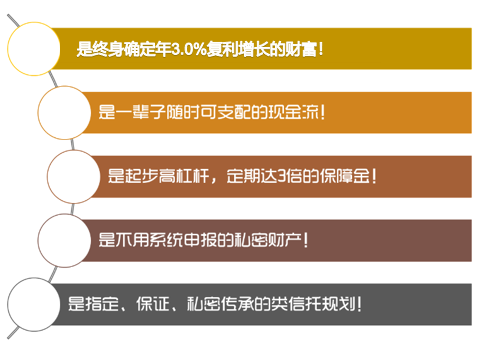 是终身确定年3.0%复利增长的财富！
是一辈子随时可支配的现金流！
是起步高杠杆，定期达3倍的保障金！
是不用系统申报的私密财产！
是指定、保证、私密传承的类信托规划！